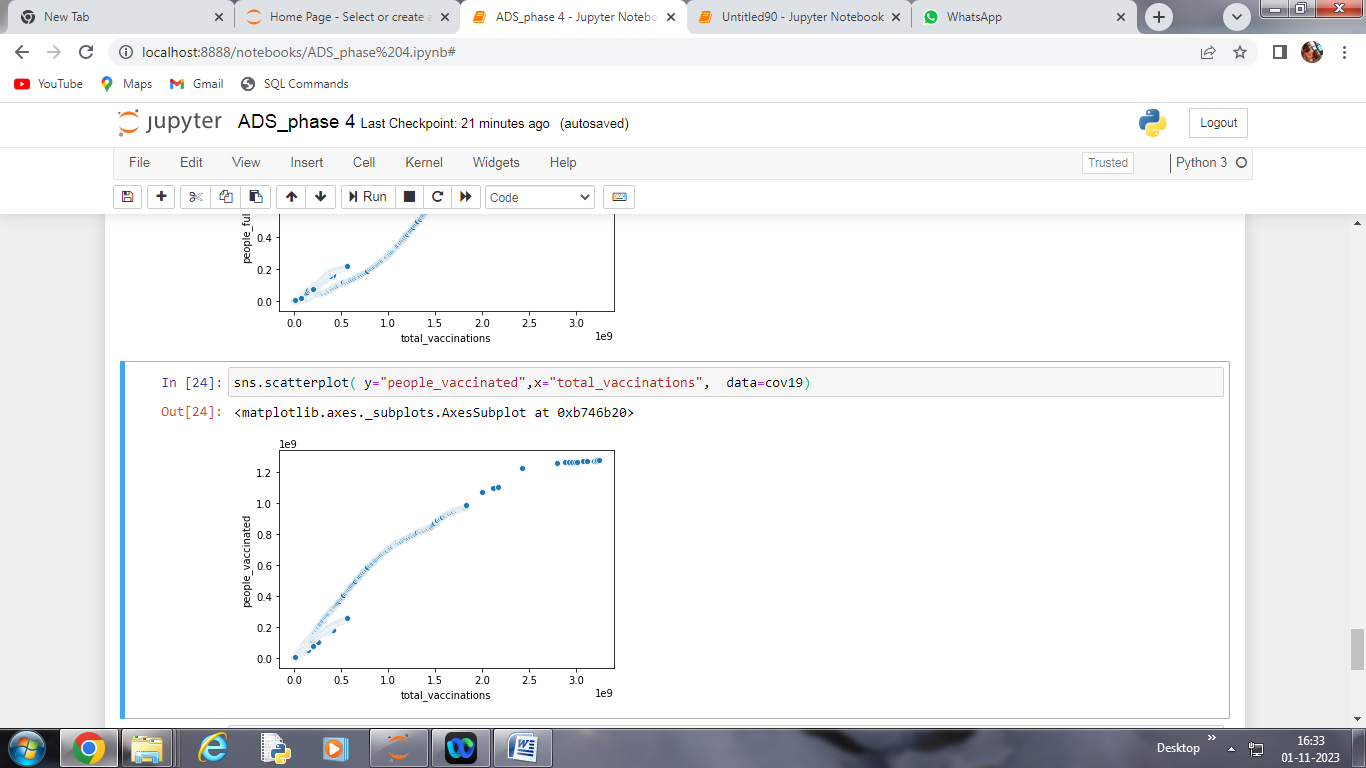 New Tab
Home Page - Select or create a
ADS_phase 4 - Jupyter Notebo
Untitled90 - Jupyter Notebook
WhatsApp
localhost:8888/notebooks/ADS_phase%204.ipynb#
YouTube Maps Gmail SQL Commands
jupyter ADS_phase 4 Last Checkpoint: 21 minutes ago (autosaved)
Logout
File Edit View Insert Cell Kernel Widgets Help
Trusted Python 3
Run Code
people_ful
0.4
0.2
0.0
0.0 0.5 1.0 1.5 2.0 2.5 3.0
total_vaccinations 1e9
In [24]: sns.scatterplot( y="people_vaccinated",x="total_vaccinations",  data=cov19)
Out[24]: <matplotlib.axes._subplots.AxesSubplot at 0xb746b20>
1e9
1.2
1.0
0.8
people_vaccinated
0.6
0.4
0.2
0.0
0.0 0.5 1.0 1.5 2.0 2.5 3.0
total_vaccinations 1e9
Desktop
16:33
01-11-2023